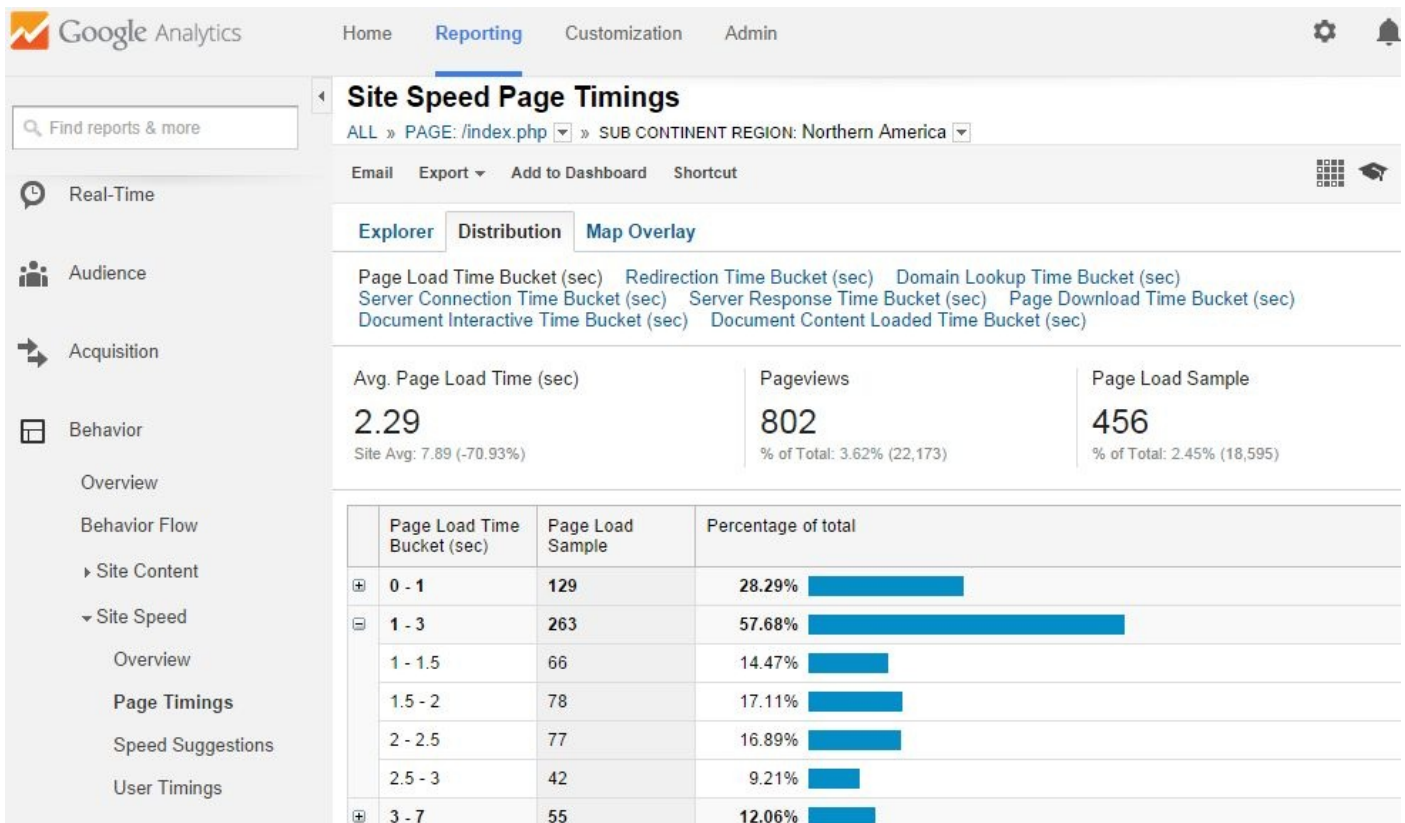 Google Analytics
Home Reporting Customization Admin
Find reports & more
Real-Time
Audience
Acquisition
Behavior
Overview
Behavior Flow
Site Content
Site Speed
Overview
Page Timings
Speed Suggestions
User Timings
Site Speed Page Timings
ALL » PAGE: /index.php » SUB CONTINENT REGION: Northern America
Email Export Add to Dashboard Shortcut
Explorer Distribution Map Overlay
Page Load Time Bucket (sec) Redirection Time Bucket (sec) Domain Lookup Time Bucket (sec)
Server Connection Time Bucket (sec) Server Response Time Bucket (sec) Page Download Time Bucket (sec)
Document Interactive Time Bucket (sec) Document Content Loaded Time Bucket (sec)
Avg. Page Load Time (sec)
2.29
Site Avg: 7.89 (-70.93%)
Pageviews
802
% of Total: 3.62% (22,173)
Page Load Sample
456
% of Total: 2.45% (18,595)
Page Load Time Bucket (sec) Page Load Sample Percentage of total
0 - 1 129 28.29%
1 - 3 263 57.68%
1 - 1.5 66 14.47%
1.5 - 2 78 17.11%
2 - 2.5 77 16.89%
2.5 - 3 42 9.21%
3 - 7 55 12.06%